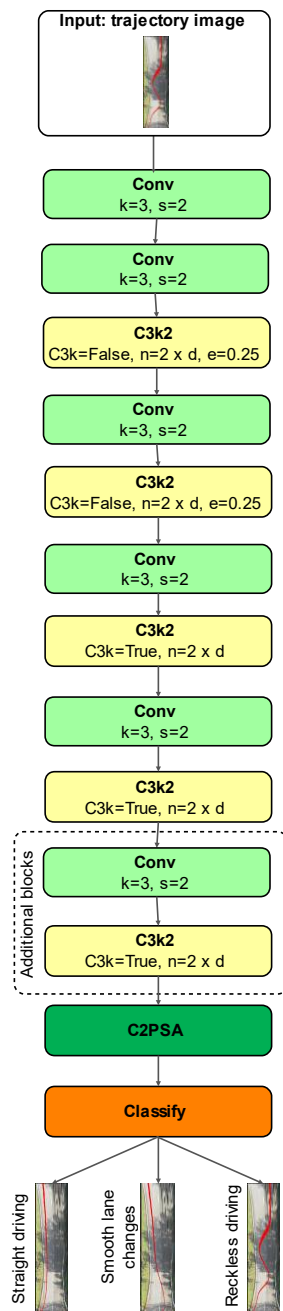 Input: trajectory image
Conv
k=3, s=2
Conv
k=3, s=2
C3k2
C3k=False, n=2 x d, e=0.25
Conv
k=3, s=2
C3k2
C3k=False, n=2 x d, e=0.25
Conv
k=3, s=2
C3k2
C3k=True, n=2 x d
Conv
k=3, s=2
C3k2
C3k=True, n=2 x d
Additional blocks
Conv
k=3, s=2
C3k2
C3k=True, n=2 x d
C2PSA
Classify
Straight driving
Smooth lane
changes
Reckless driving